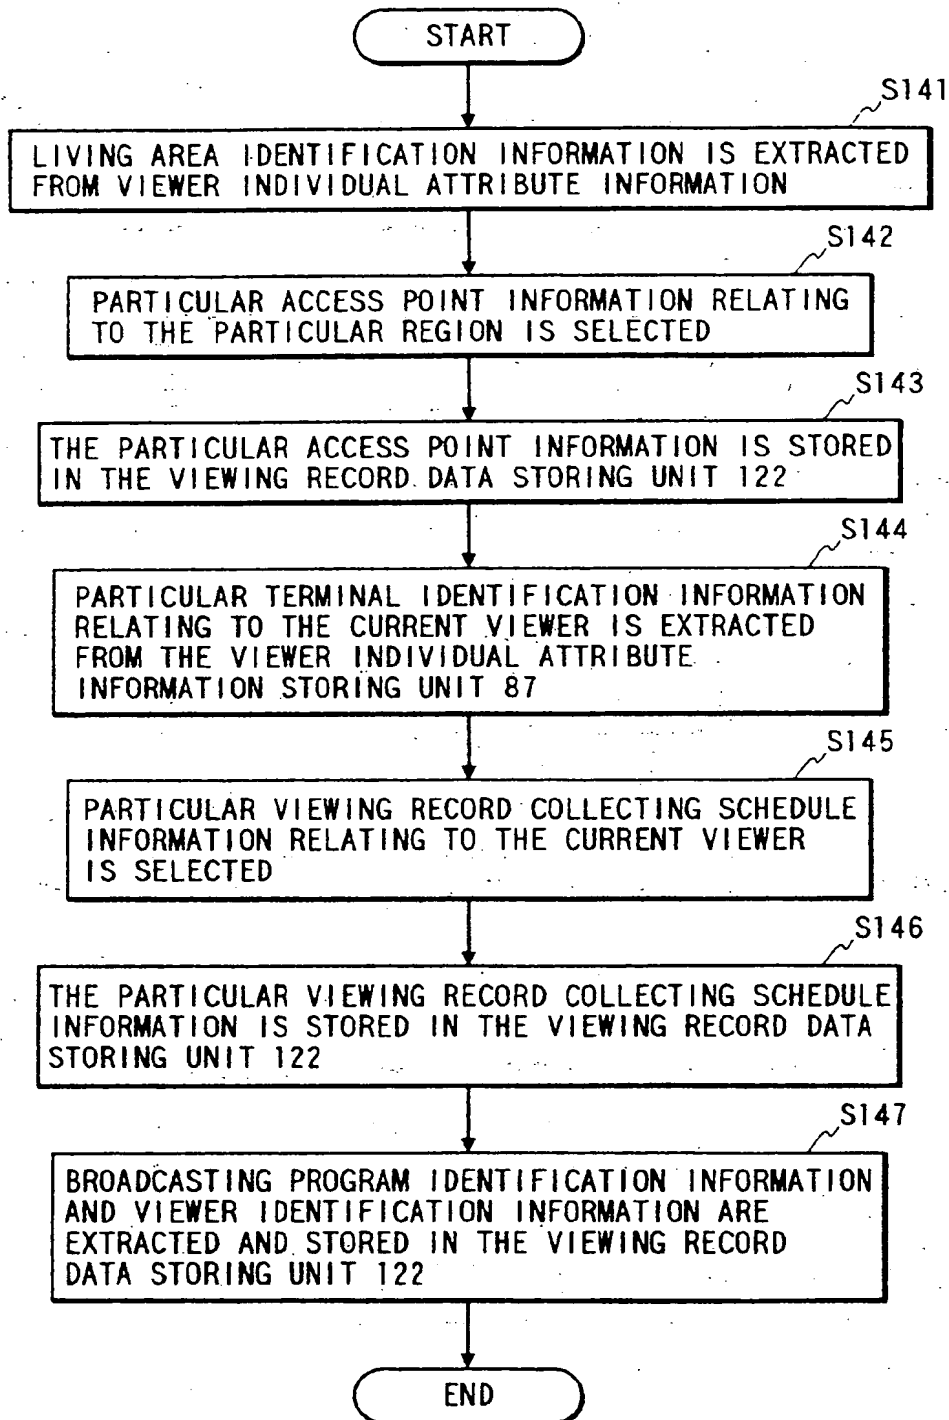 START
S141
LIVING AREA IDENTIFICATION INFORMATION IS EXTRACTED
FROM VIEWER INDIVIDUAL ATTRIBUTE INFORMATION
S142
PARTICULAR ACCESS POINT INFORMATION RELATING
TO THE PARTICULAR REGION IS SELECTED
S143
THE PARTICULAR ACCESS POINT INFORMATION IS STORED
IN THE VIEWING RECORD DATA STORING UNIT 122
S144
PARTICULAR TERMINAL IDENTIFICATION INFORMATION
RELATING TO THE CURRENT VIEWER IS EXTRACTED
FROM THE VIEWER INDIVIDUAL ATTRIBUTE
INFORMATION STORING UNIT 87
S145
PARTICULAR VIEWING RECORD COLLECTING SCHEDULE
INFORMATION RELATING TO THE CURRENT VIEWER
IS SELECTED
S146
THE PARTICULAR VIEWING RECORD COLLECTING SCHEDULE
INFORMATION IS STORED IN THE VIEWING RECORD DATA
STORING UNIT 122
S147
BROADCASTING PROGRAM IDENTIFICATION INFORMATION
AND VIEWER IDENTIFICATION INFORMATION ARE
EXTRACTED AND STORED IN THE VIEWING RECORD
DATA STORING UNIT 122
END